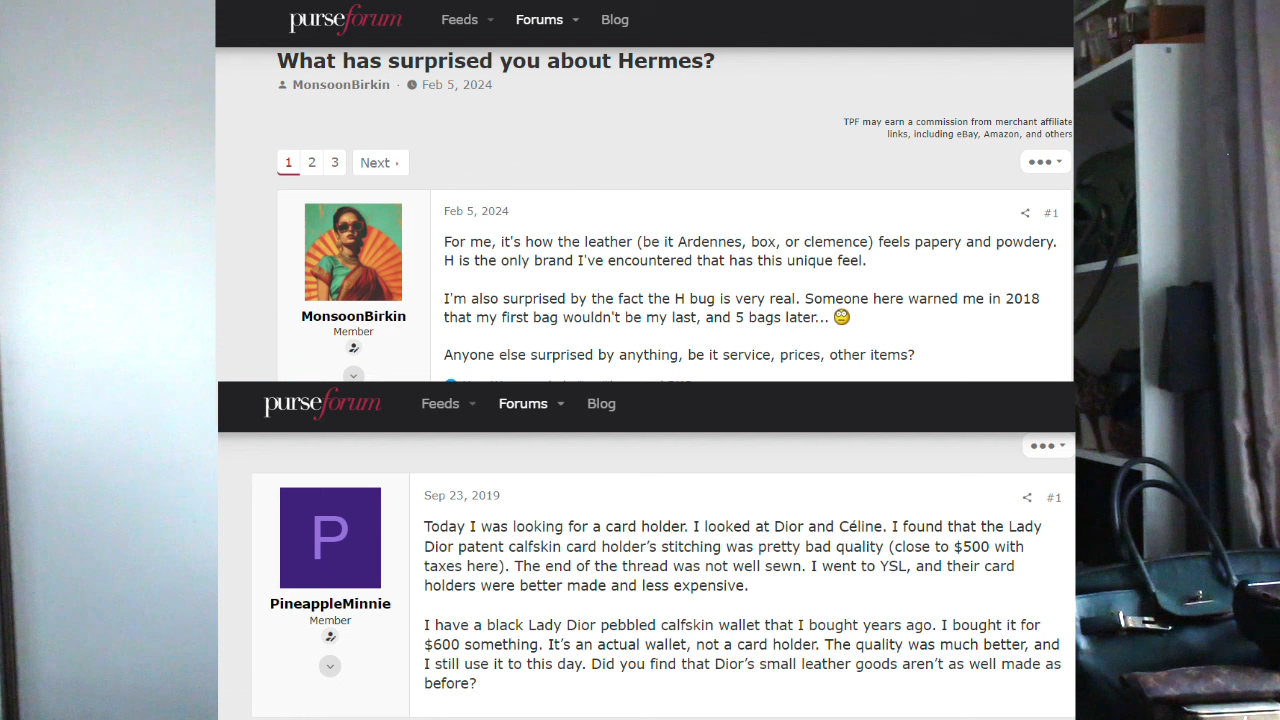 purseforum
Feeds
Forums
Blog
What has surprised you about Hermes?
MonsoonBirkin · Feb 5, 2024
TPF may earn a commission from merchant affiliate
links, including eBay, Amazon, and others
1 2 3 Next
Feb 5, 2024
#1
For me, it's how the leather (be it Ardennes, box, or clemence) feels papery and powdery.
H is the only brand I've encountered that has this unique feel.
I'm also surprised by the fact the H bug is very real. Someone here warned me in 2018
that my first bag wouldn't be my last, and 5 bags later...
Anyone else surprised by anything, be it service, prices, other items?
MonsoonBirkin
Member
purseforum
Feeds
Forums
Blog
P
PineappleMinnie
Member
Sep 23, 2019
#1
Today I was looking for a card holder. I looked at Dior and Céline. I found that the Lady
Dior patent calfskin card holder’s stitching was pretty bad quality (close to $500 with
taxes here). The end of the thread was not well sewn. I went to YSL, and their card
holders were better made and less expensive.
I have a black Lady Dior pebbled calfskin wallet that I bought years ago. I bought it for
$600 something. It’s an actual wallet, not a card holder. The quality was much better, and
I still use it to this day. Did you find that Dior’s small leather goods aren’t as well made as
before?